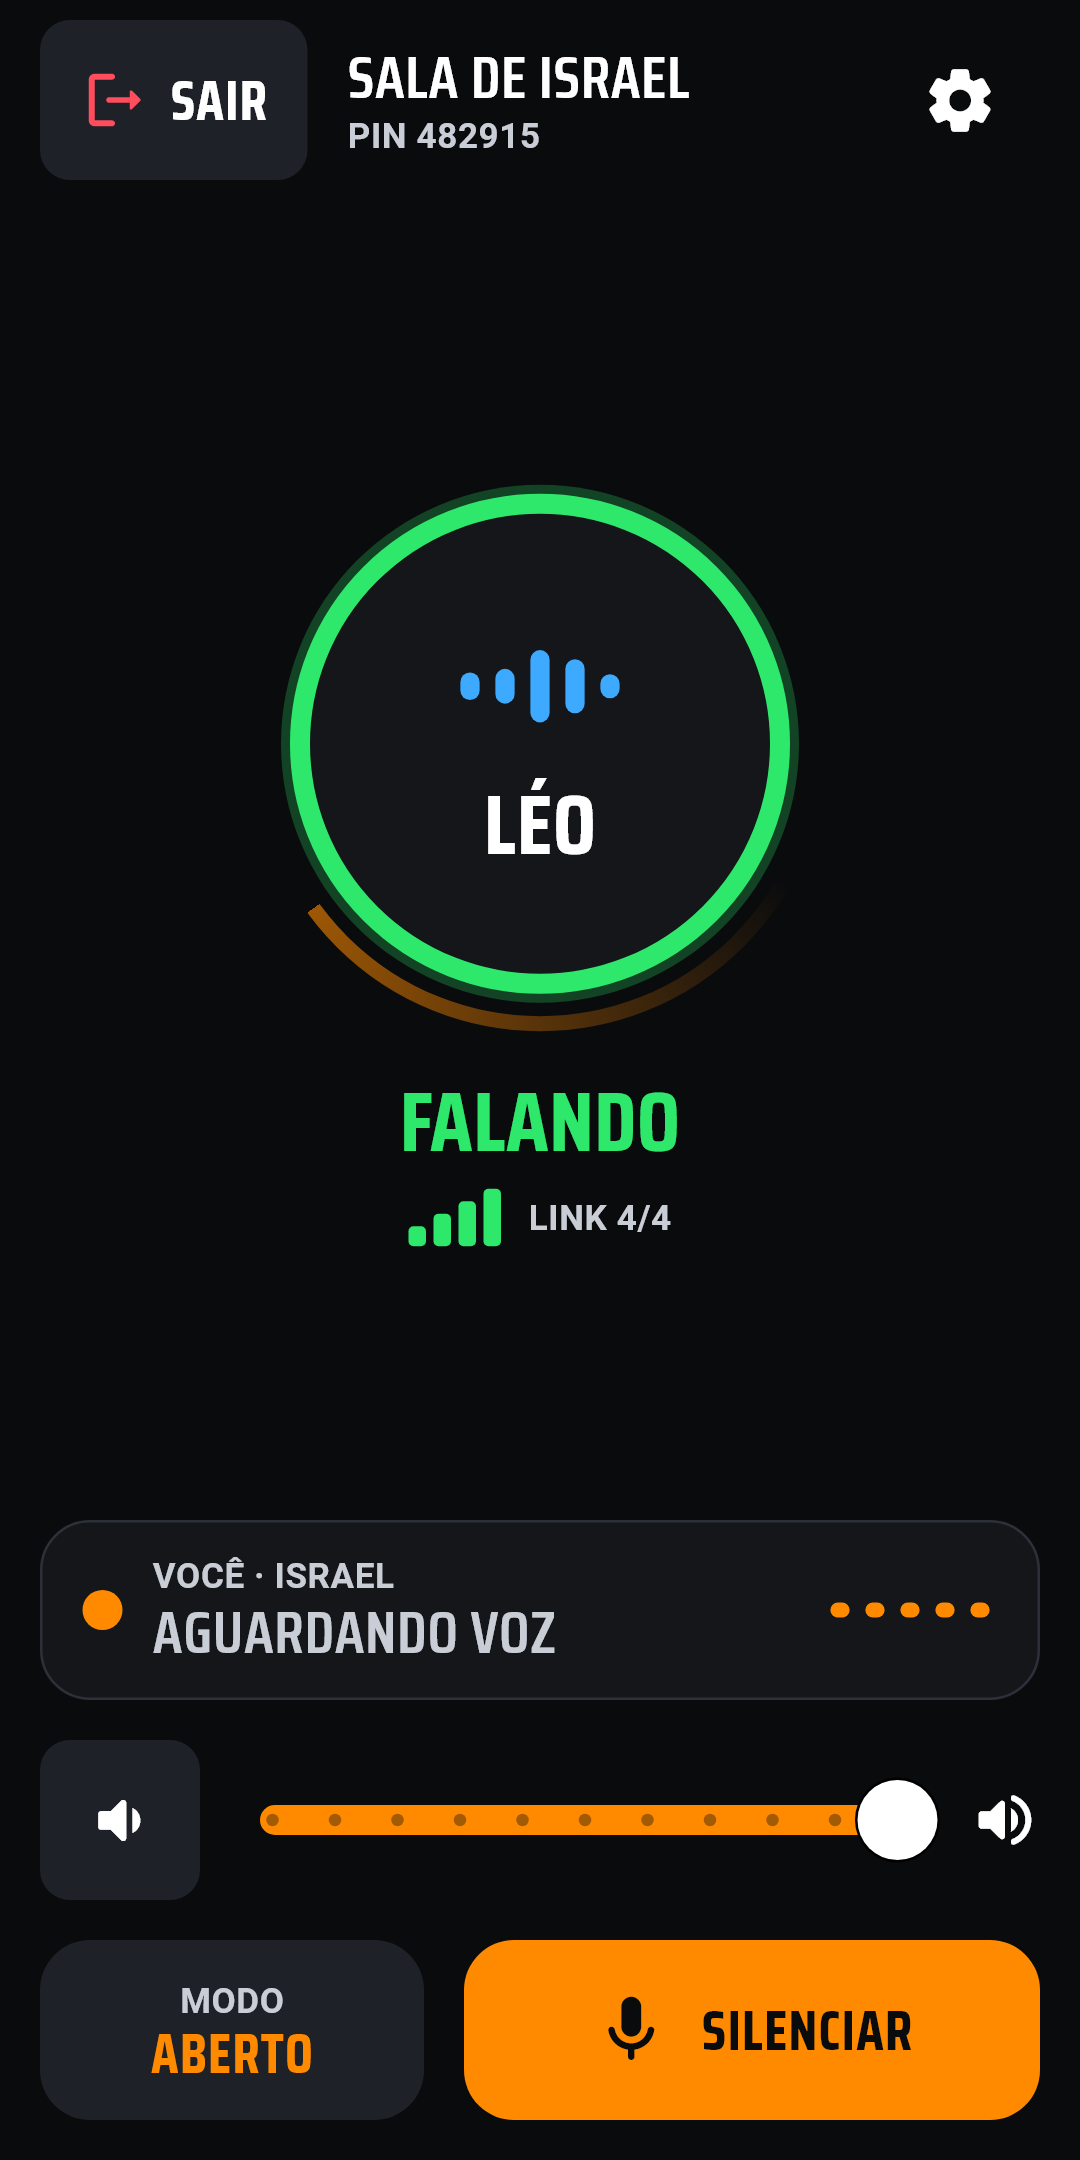 SAIR
SALA DE ISRAEL
PIN 482915
LÉO
FALANDO
LINK 4/4
VOCÊ · ISRAEL
AGUARDANDO VOZ
MODO
ABERTO
SILENCIAR